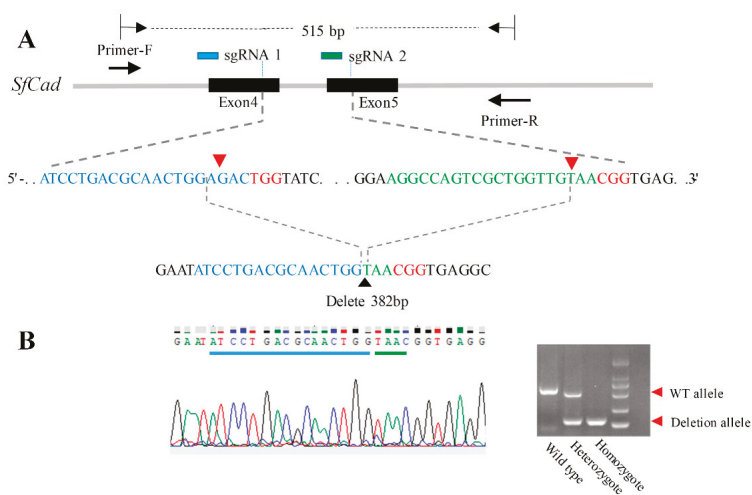 515 bp
A
Primer-F
sgRNA 1
sgRNA 2
SfCad
Exon4
Exon5
Primer-R
5'-. . ATCCTGACGCAACTGGAGACTGGTATC. . . . GGAAGGCCAGTCGCTGGTTGTAACGGTGAG. ..3'
GAATATCCTGACGCAACTGGTAACGGTGAGGC
Delete 382bp
B
GAATATCCTGACGCAACTGGTAACGGTGAGG
WT allele
Deletion allele
Wild type
Heterozygote
Homozygote